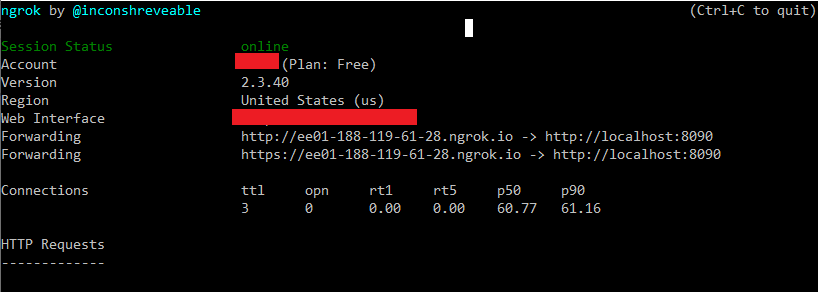 ngrok by @inconshreveable (Ctrl+C to quit)
Session Status online
Account (Plan: Free)
Version 2.3.40
Region United States (us)
Web Interface
Forwarding http://ee01-188-119-61-28.ngrok.io -> http://localhost:8090
Forwarding https://ee01-188-119-61-28.ngrok.io -> http://localhost:8090
Connections ttl opn rt1 rt5 p50 p90
3 0 0.00 0.00 60.77 61.16
HTTP Requests
-------------